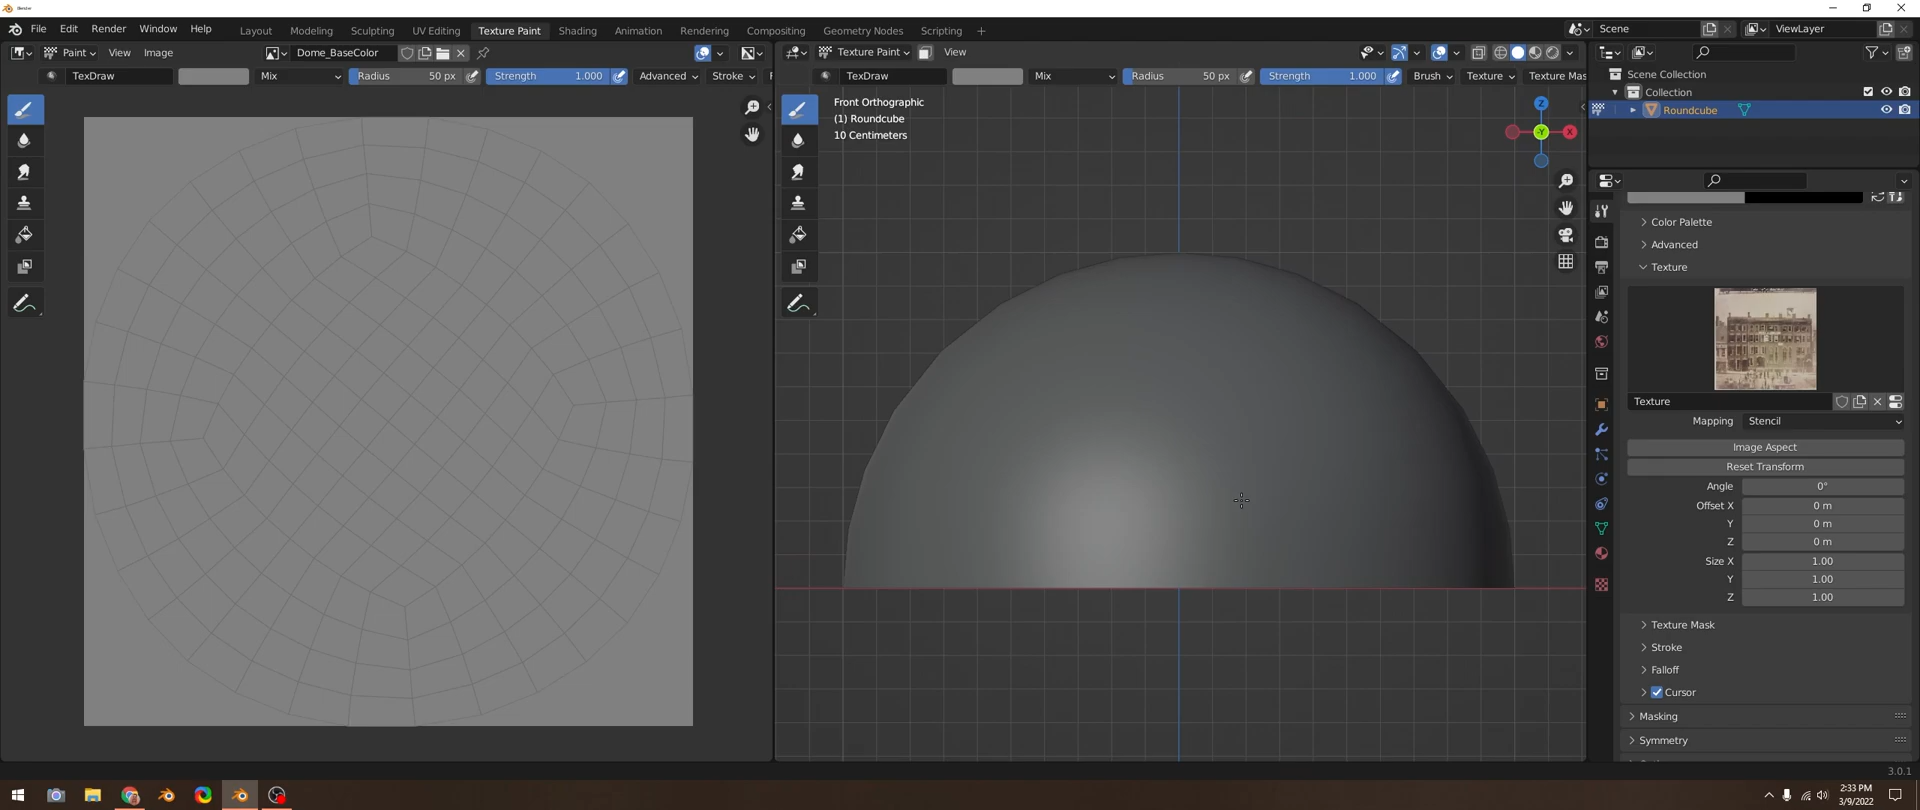 Blender
File Edit Render Window Help
Layout Modeling Sculpting UV Editing Texture Paint Shading Animation Rendering Compositing Geometry Nodes Scripting +
Scene
ViewLayer
Paint View Image
Dome_BaseColor
Texture Paint View
TexDraw Mix Radius 50 px Strength 1.000 Advanced Stroke F
TexDraw Mix Radius 50 px Strength 1.000 Brush Texture Texture Mas
Front Orthographic
(1) Roundcube
10 Centimeters
Z
-Y
X
Scene Collection
Collection
Roundcube
Color Palette
Advanced
Texture
Texture
Mapping Stencil
Image Aspect
Reset Transform
Angle 0°
Offset X 0 m
Y 0 m
Z 0 m
Size X 1.00
Y 1.00
Z 1.00
Texture Mask
Stroke
Falloff
Cursor
Masking
Symmetry
3.0.1
2:33 PM
3/9/2022